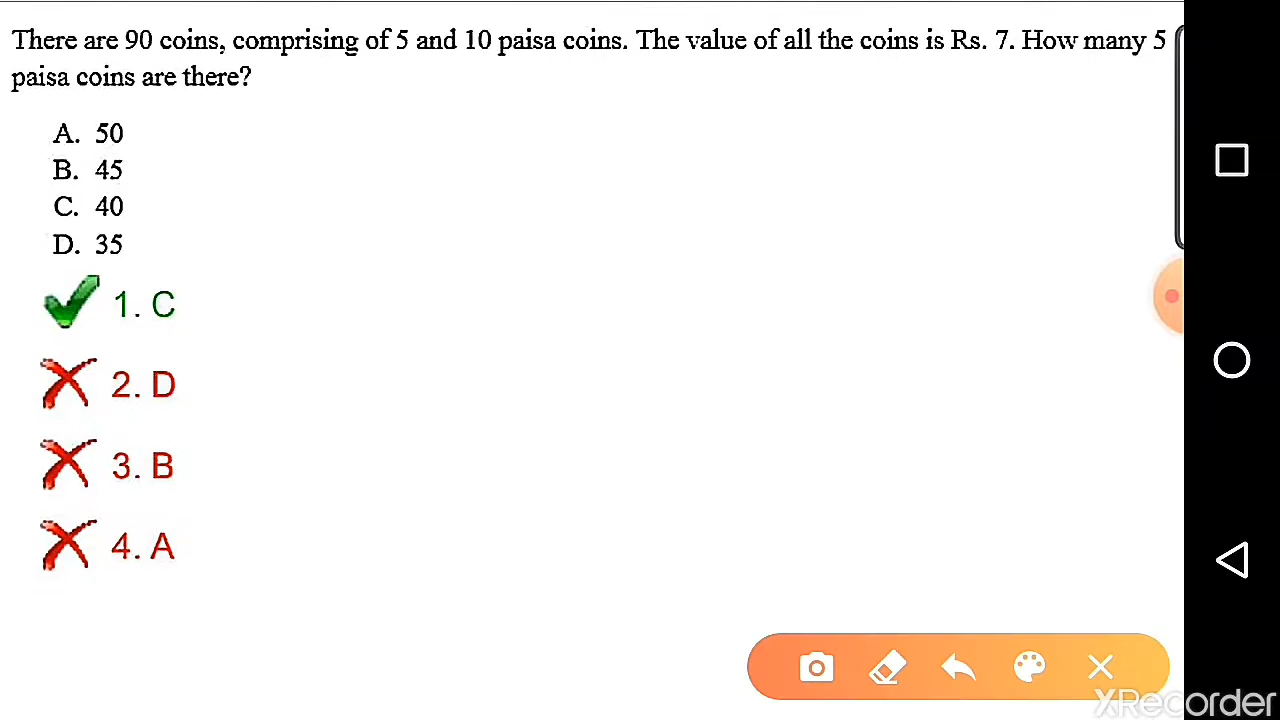 There are 90 coins, comprising of 5 and 10 paisa coins. The value of all the coins is Rs. 7. How many 5
paisa coins are there?
A. 50
B. 45
C. 40
D. 35
1. C
2. D
3. B
4. A
XRecorder